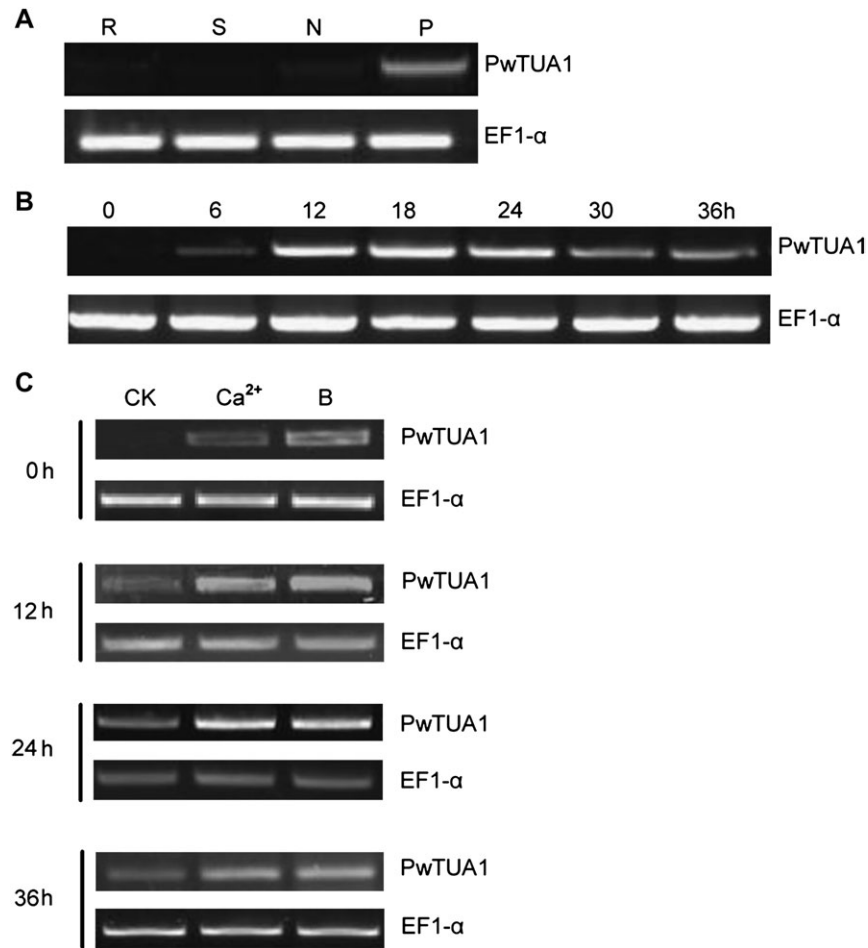 A
R S N P
PwTUA1
EF1-α
B
0 6 12 18 24 30 36h
PwTUA1
EF1-α
C
CK Ca²⁺ B
0 h
PwTUA1
EF1-α
12 h
PwTUA1
EF1-α
24 h
PwTUA1
EF1-α
36h
PwTUA1
EF1-α